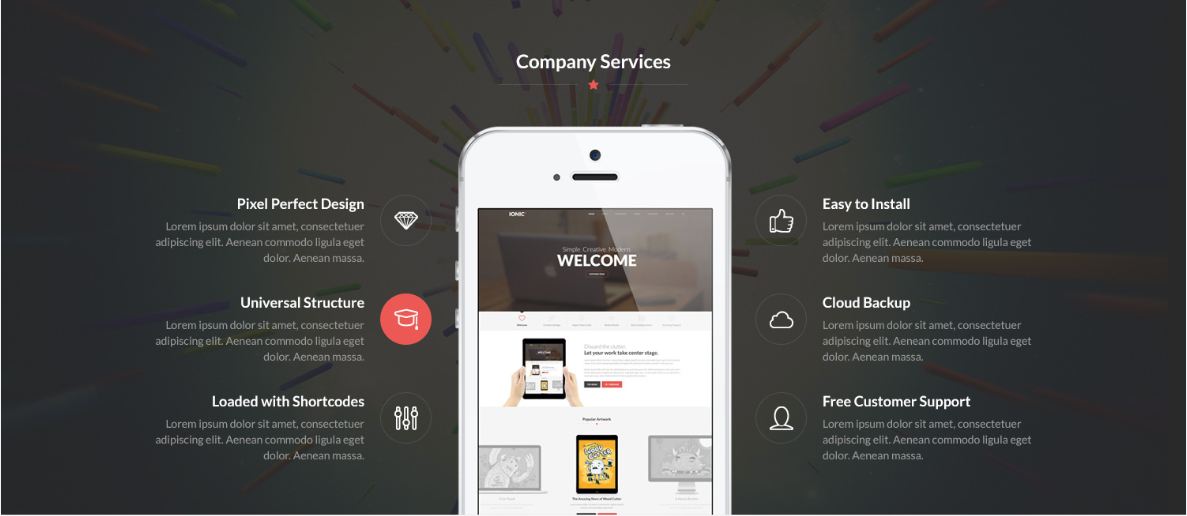 Company Services
Pixel Perfect Design
Lorem ipsum dolor sit amet, consectetuer
adipiscing elit. Aenean commodo ligula eget
dolor. Aenean massa.
Universal Structure
Lorem ipsum dolor sit amet, consectetuer
adipiscing elit. Aenean commodo ligula eget
dolor. Aenean massa.
Loaded with Shortcodes
Lorem ipsum dolor sit amet, consectetuer
adipiscing elit. Aenean commodo ligula eget
dolor. Aenean massa.
IONIC
Simple Creative Modern
WELCOME
Discard the clutter.
Let your work take center stage.
Popular Artwork
Easy to Install
Lorem ipsum dolor sit amet, consectetuer
adipiscing elit. Aenean commodo ligula eget
dolor. Aenean massa.
Cloud Backup
Lorem ipsum dolor sit amet, consectetuer
adipiscing elit. Aenean commodo ligula eget
dolor. Aenean massa.
Free Customer Support
Lorem ipsum dolor sit amet, consectetuer
adipiscing elit. Aenean commodo ligula eget
dolor. Aenean massa.